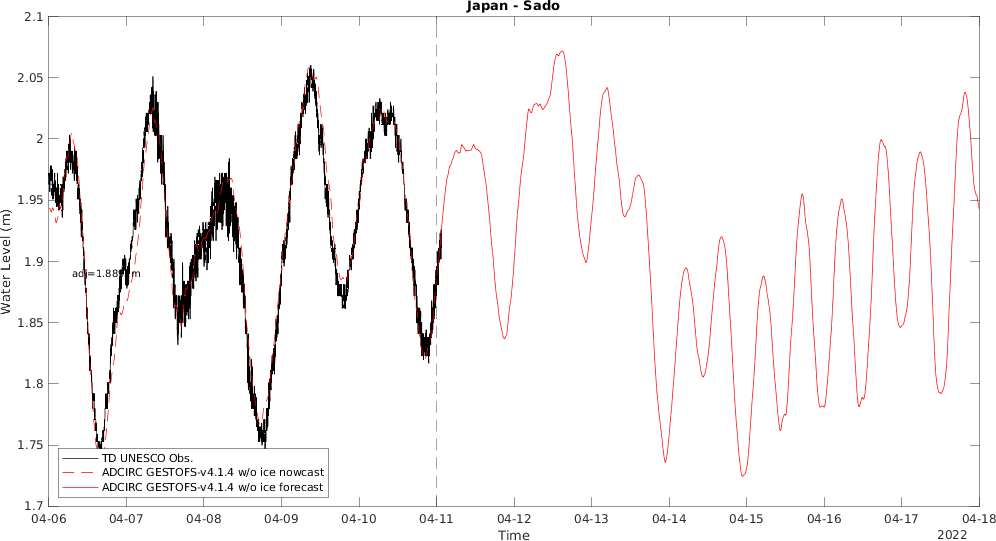 Japan - Sado
2.1
2.05
2
1.95
1.9
1.85
1.8
1.75
1.7
Water Level (m)
TD UNESCO Obs.
ADCIRC GESTOFS-v4.1.4 w/o ice nowcast
ADCIRC GESTOFS-v4.1.4 w/o ice forecast
04-06 04-07 04-08 04-09 04-10 04-11 04-12 04-13 04-14 04-15 04-16 04-17 04-18
Time
2022